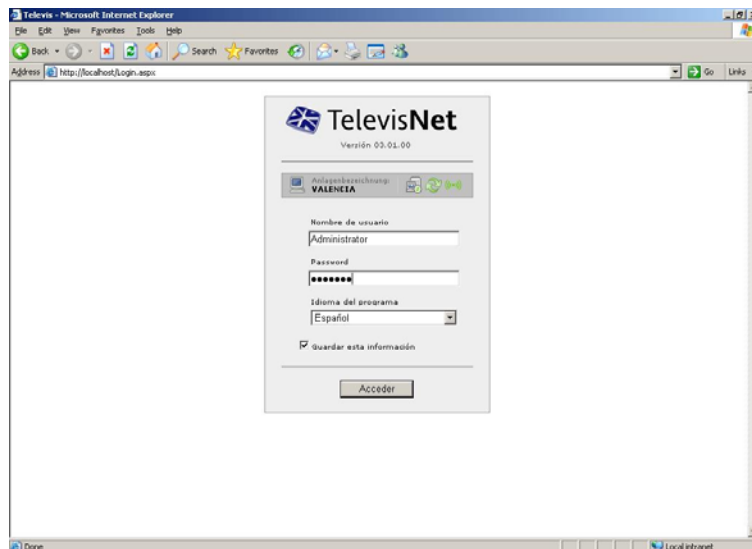 Televis - Microsoft Internet Explorer
File Edit View Favorites Tools Help
Back Search Favorites
Address http://localhost/Login.aspx Go Links
TelevisNet
Versión 03.01.00
Anlagenbezeichnung:
VALENCIA
Nombre de usuario
Administrator
Password
Idioma del programa
Español
Guardar esta información
Acceder
Done Local intranet